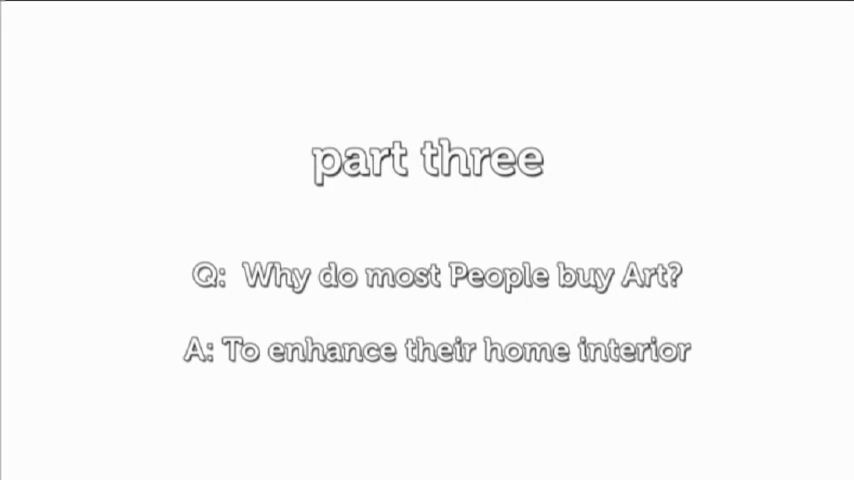 part three
Q: Why do most People buy Art?
A: To enhance their home interior